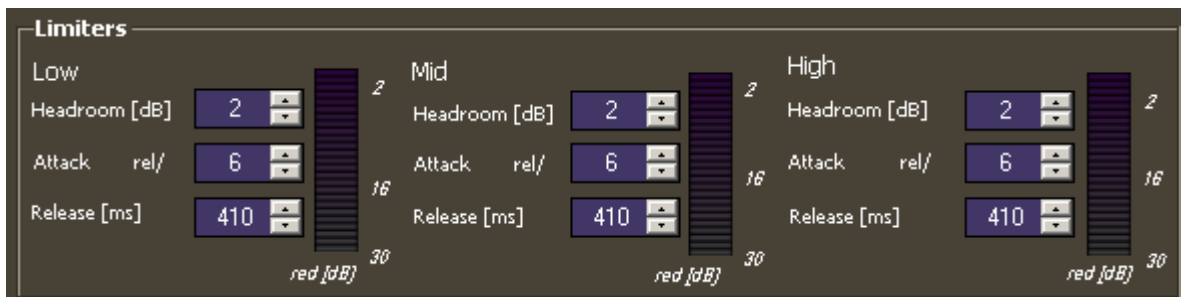 Limiters
Low
Headroom [dB] 2
Attack rel/ 6
Release [ms] 410
2
16
30
red [dB]
Mid
Headroom [dB] 2
Attack rel/ 6
Release [ms] 410
2
16
30
red [dB]
High
Headroom [dB] 2
Attack rel/ 6
Release [ms] 410
2
16
30
red [dB]